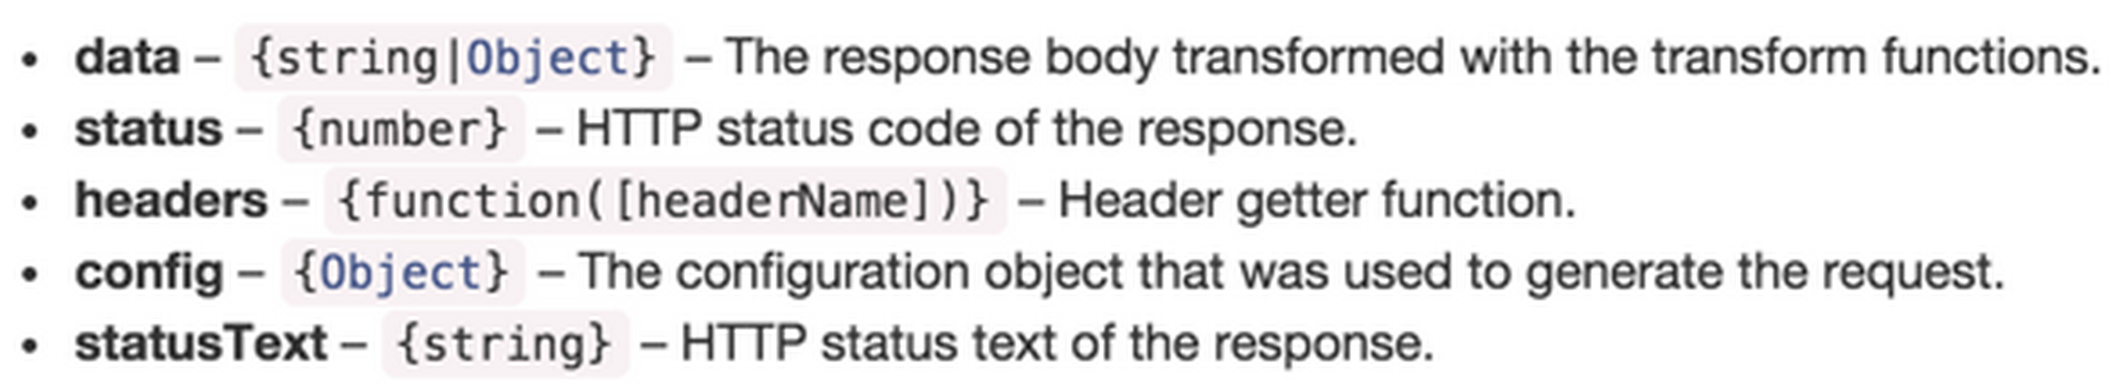 • data – {string|Object} – The response body transformed with the transform functions.
• status – {number} – HTTP status code of the response.
• headers – {function([headerName])} – Header getter function.
• config – {Object} – The configuration object that was used to generate the request.
• statusText – {string} – HTTP status text of the response.